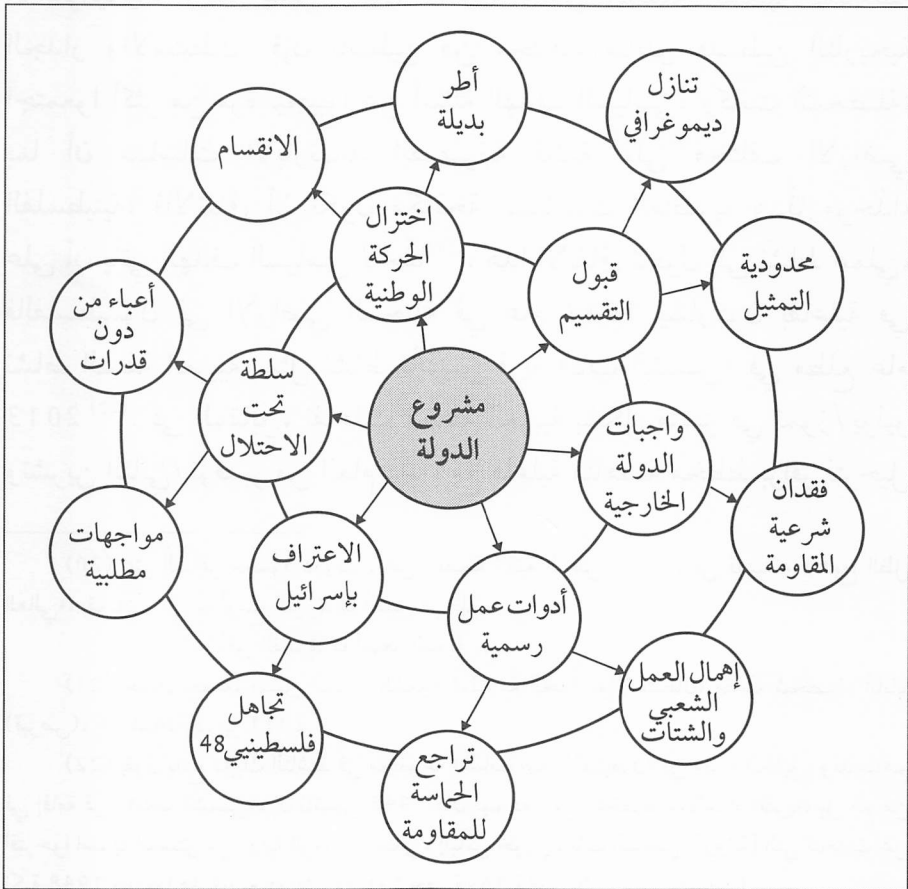 أطر
بديلة
تنازل
ديموغرافي
الانقسام
اختزال
الحركة
الوطنية
قبول
التقسيم
محدودية
التمثيل
أعباء من
دون
قدرات
سلطة
تحت
الاحتلال
مشروع
الدولة
واجبات
الدولة
الخارجية
فقدان
شرعية
المقاومة
مواجهات
مطلبية
الاعتراف
بإسرائيل
أدوات عمل
رسمية
إهمال العمل
الشعبي
والشتات
تجاهل
فلسطينيي48
تراجع
الحماسة
للمقاومة